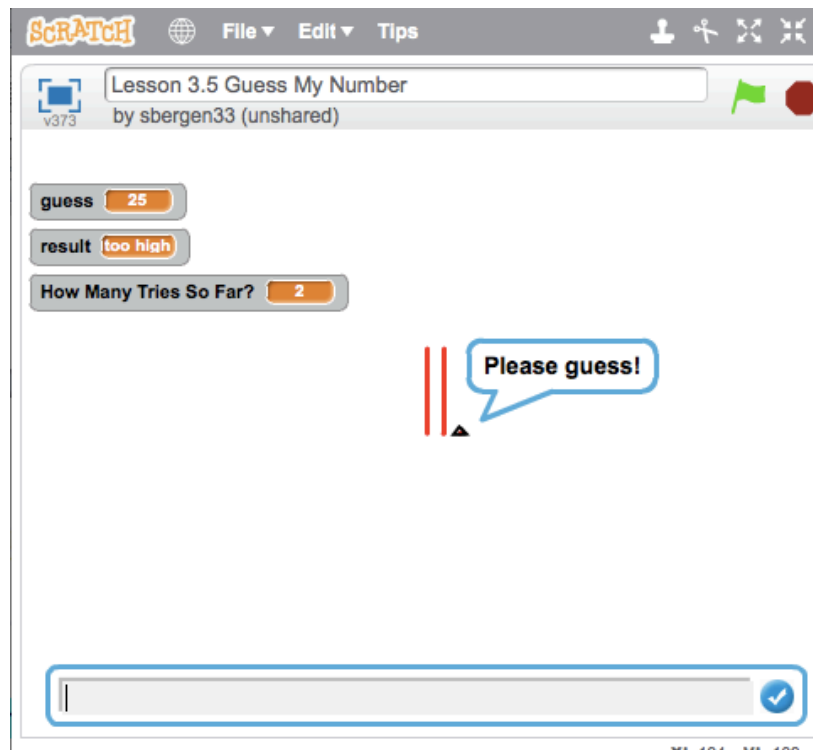 SCRATCH File Edit Tips
Lesson 3.5 Guess My Number
v373 by sbergen33 (unshared)
guess 25
result too high
How Many Tries So Far? 2
Please guess!